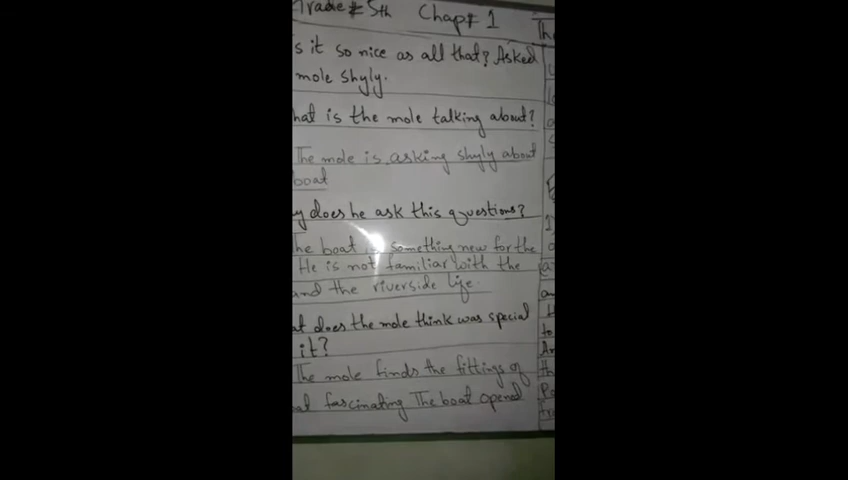 Grade # 5th Chap# 1
s it so nice as all that? Asked
mole shyly.
hat is the mole talking about?
The mole is asking shyly about
boat
y does he ask this questions?
he boat is something new for the
He is not familiar with the
and the riverside life.
at does the mole think was special
it?
The mole finds the fittings of
fascinating The boat opened
Th